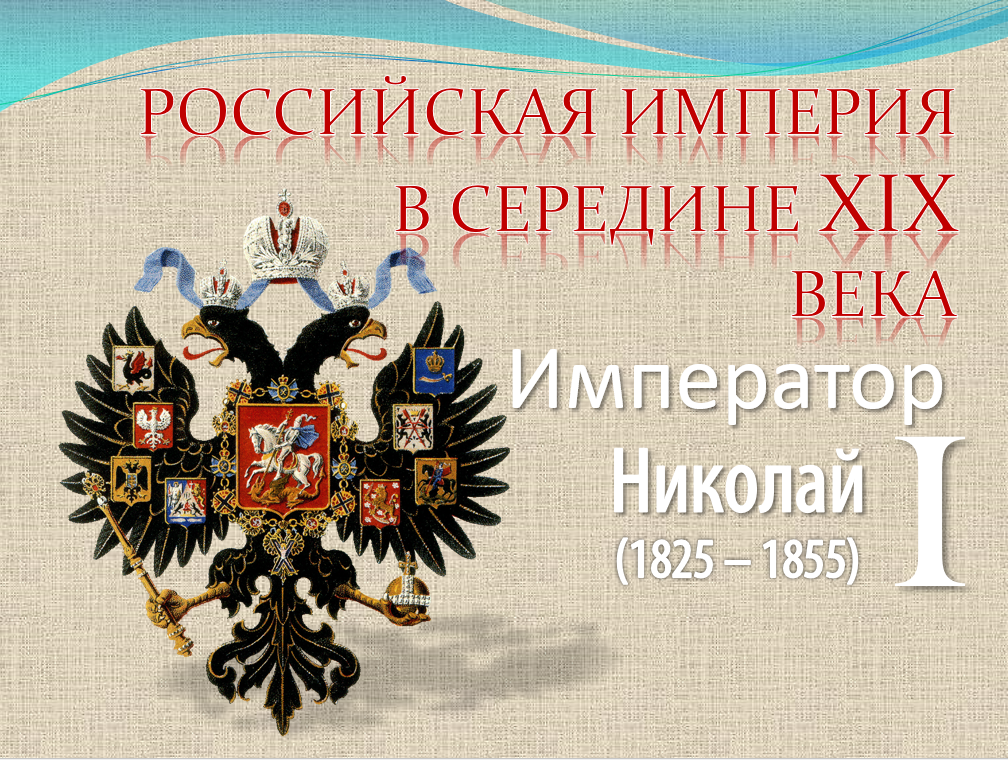 РОССИЙСКАЯ ИМПЕРИЯ
В СЕРЕДИНЕ XIX
ВЕКА
Император
Николай I
(1825 – 1855)